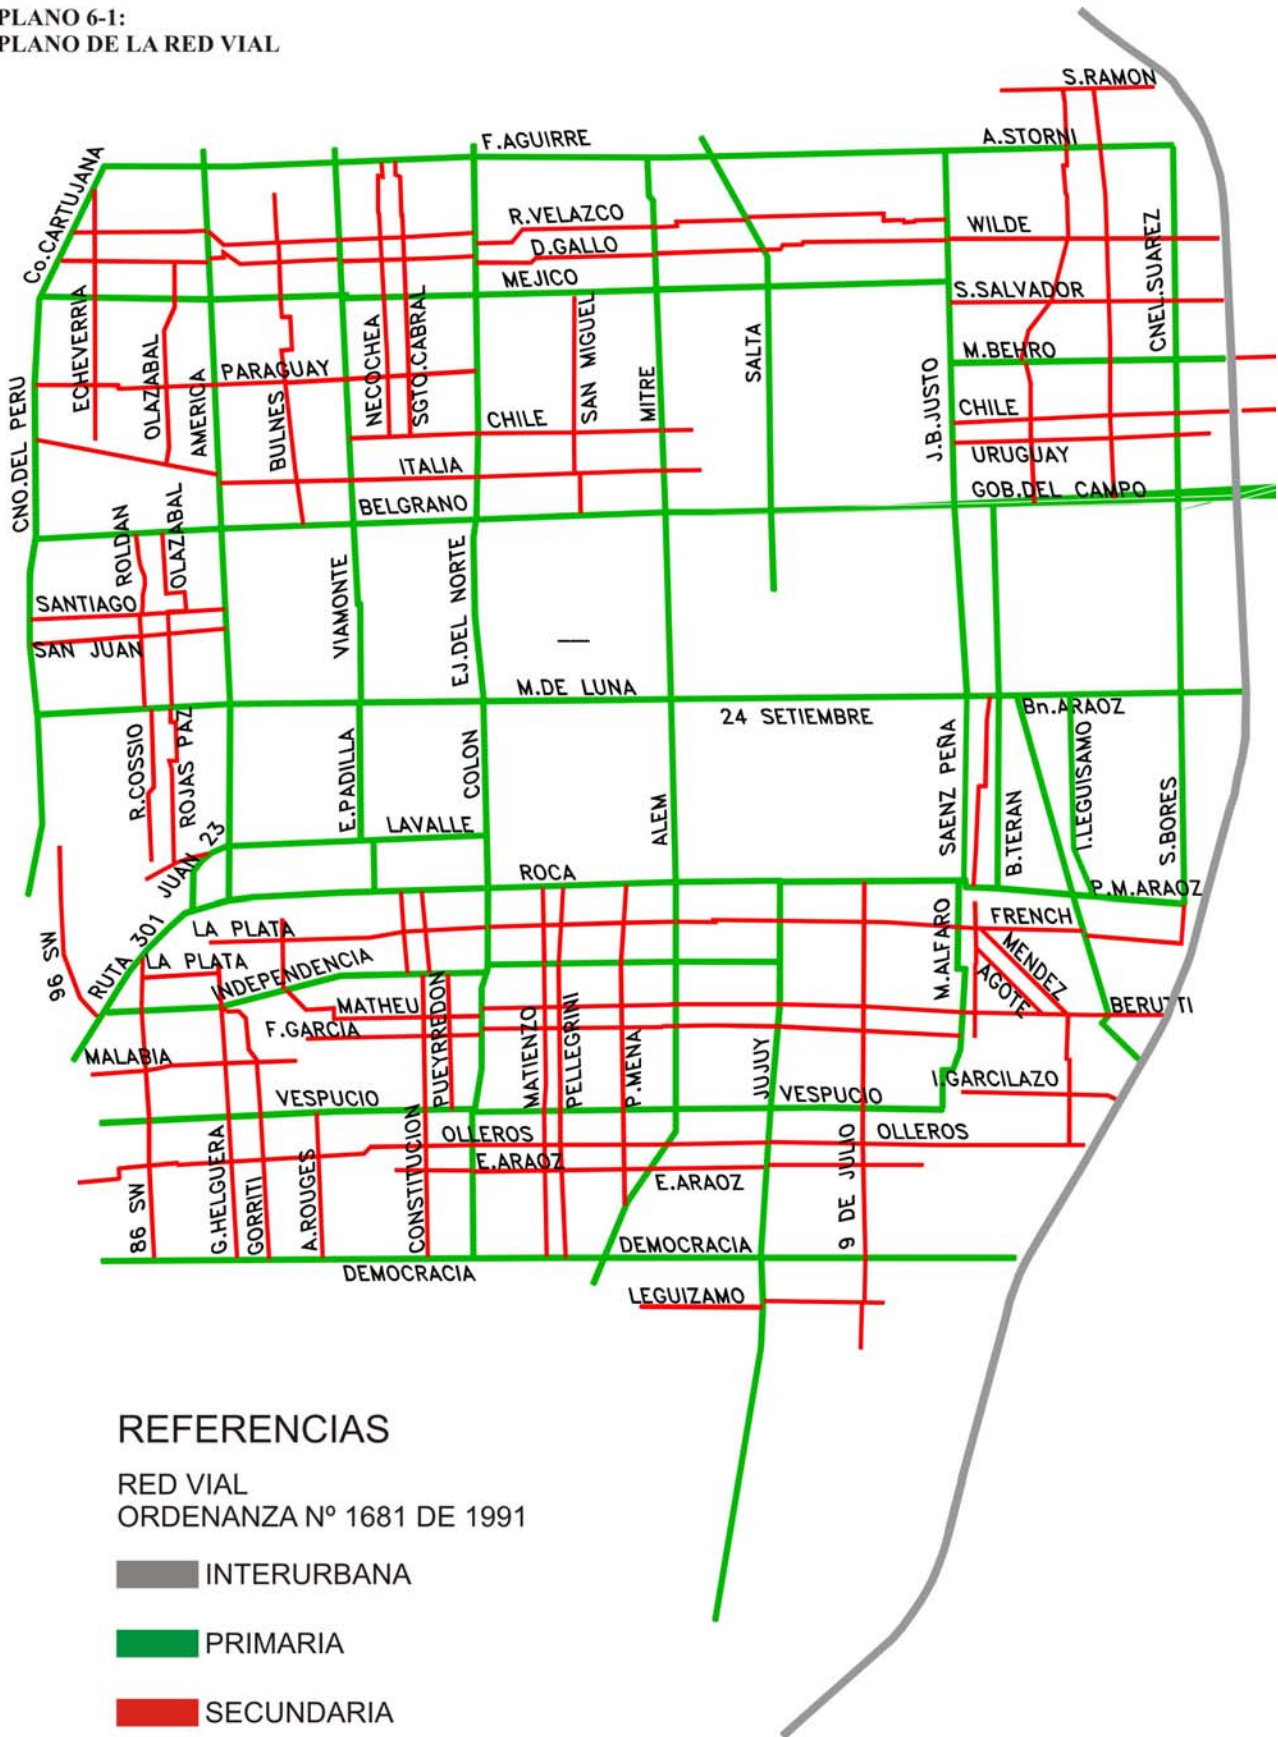 PLANO 6-1:
PLANO DE LA RED VIAL
S.RAMON
F.AGUIRRE
A.STORNI
Co.CARTUJANA
R.VELAZCO
WILDE
D.GALLO
MEJICO
S.SALVADOR
CNEL.SUAREZ
ECHEVERRIA
OLAZABAL
AMERICA
PARAGUAY
BULNES
NECOCHEA
SGTO.CABRAL
SAN MIGUEL
MITRE
SALTA
J.B.JUSTO
M.BEHRO
CNO.DEL PERU
CHILE
CHILE
ITALIA
URUGUAY
BELGRANO
GOB.DEL CAMPO
ROLDAN
OLAZABAL
VIAMONTE
EJ.DEL NORTE
SANTIAGO
SAN JUAN
M.DE LUNA
24 SETIEMBRE
Bn.ARAOZ
R.COSSIO
ROJAS PAZ
E.PADILLA
COLON
ALEM
SAENZ PEÑA
B.TERAN
I.LEGUISAMO
S.BORES
LAVALLE
JUAN 23
ROCA
P.M.ARAOZ
96 SW
RUTA 301
LA PLATA
FRENCH
LA PLATA
INDEPENDENCIA
M.ALFARO
MENDEZ
AGOTE
MATHEU
BERUTTI
F.GARCIA
PUEYRREDON
MATIENZO
PELLEGRINI
P.MENA
JUJUY
MALABIA
I.GARCILAZO
VESPUCIO
VESPUCIO
OLLEROS
OLLEROS
E.ARAOZ
E.ARAOZ
86 SW
G.HELGUERA
GORRITI
A.ROUGES
CONSTITUCION
9 DE JULIO
DEMOCRACIA
DEMOCRACIA
LEGUIZAMO
REFERENCIAS
RED VIAL
ORDENANZA Nº 1681 DE 1991
INTERURBANA
PRIMARIA
SECUNDARIA